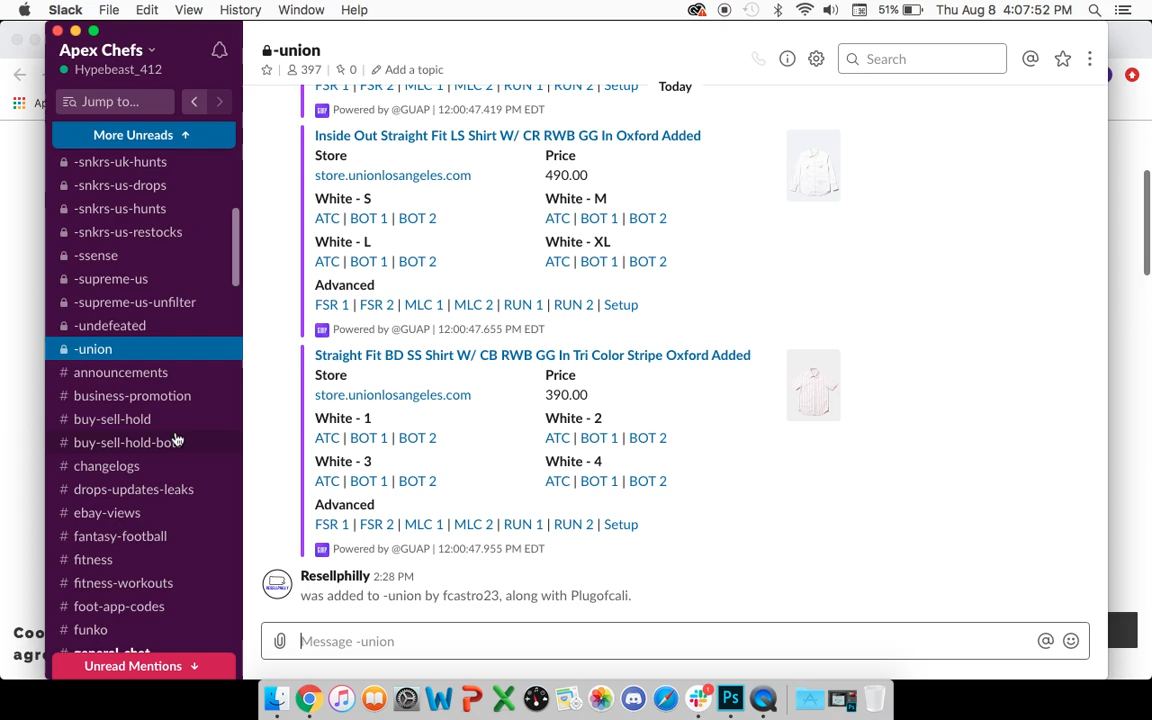 Slack File Edit View History Window Help 51% Thu Aug 8 4:07:52 PM
Apex Chefs
Hypebeast_412
Jump to...
More Unreads ↑
-snkrs-uk-hunts
-snkrs-us-drops
-snkrs-us-hunts
-snkrs-us-restocks
-ssense
-supreme-us
-supreme-us-unfilter
-undefeated
-union
# announcements
# business-promotion
# buy-sell-hold
# buy-sell-hold-bo
# changelogs
# drops-updates-leaks
# ebay-views
# fantasy-football
# fitness
# fitness-workouts
# foot-app-codes
# funko
general-chat
Unread Mentions ↓
-union
397 | 0 | Add a topic
Search
Today
FSR 1 | FSR 2 | MLC 1 | MLC 2 | RUN 1 | RUN 2 | Setup
Powered by @GUAP | 12:00:47.419 PM EDT
Inside Out Straight Fit LS Shirt W/ CR RWB GG In Oxford Added
Store Price
store.unionlosangeles.com 490.00
White - S White - M
ATC | BOT 1 | BOT 2 ATC | BOT 1 | BOT 2
White - L White - XL
ATC | BOT 1 | BOT 2 ATC | BOT 1 | BOT 2
Advanced
FSR 1 | FSR 2 | MLC 1 | MLC 2 | RUN 1 | RUN 2 | Setup
Powered by @GUAP | 12:00:47.655 PM EDT
Straight Fit BD SS Shirt W/ CB RWB GG In Tri Color Stripe Oxford Added
Store Price
store.unionlosangeles.com 390.00
White - 1 White - 2
ATC | BOT 1 | BOT 2 ATC | BOT 1 | BOT 2
White - 3 White - 4
ATC | BOT 1 | BOT 2 ATC | BOT 1 | BOT 2
Advanced
FSR 1 | FSR 2 | MLC 1 | MLC 2 | RUN 1 | RUN 2 | Setup
Powered by @GUAP | 12:00:47.955 PM EDT
Resellphilly 2:28 PM
was added to -union by fcastro23, along with Plugofcali.
Message -union
Coo
agr
Ap